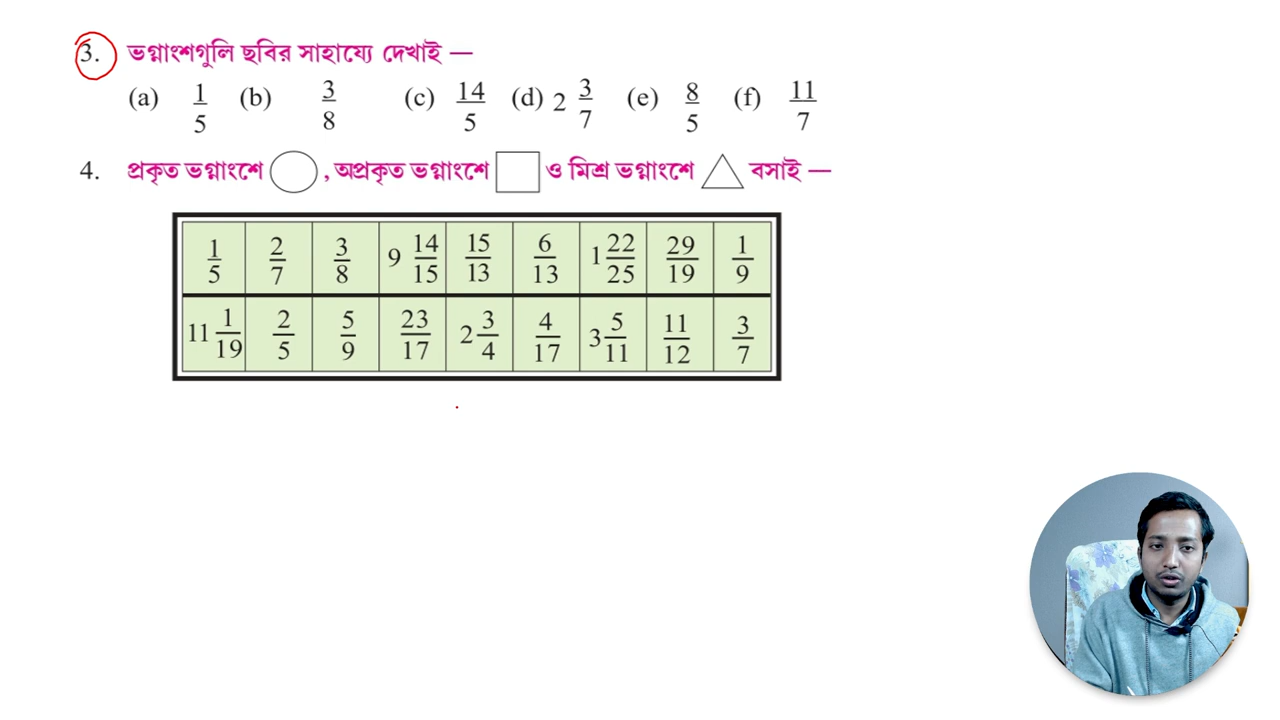 3. ভগ্নাংশগুলি ছবির সাহায্যে দেখাই —
(a) 1/5 (b) 3/8 (c) 14/5 (d) 2 3/7 (e) 8/5 (f) 11/7
4. প্রকৃত ভগ্নাংশে ◯, অপ্রকৃত ভগ্নাংশে □ ও মিশ্র ভগ্নাংশে △ বসাই —
1/5 2/7 3/8 9 14/15 15/13 6/13 1 22/25 29/19 1/9
11 1/19 2/5 5/9 23/17 2 3/4 4/17 3 5/11 11/12 3/7